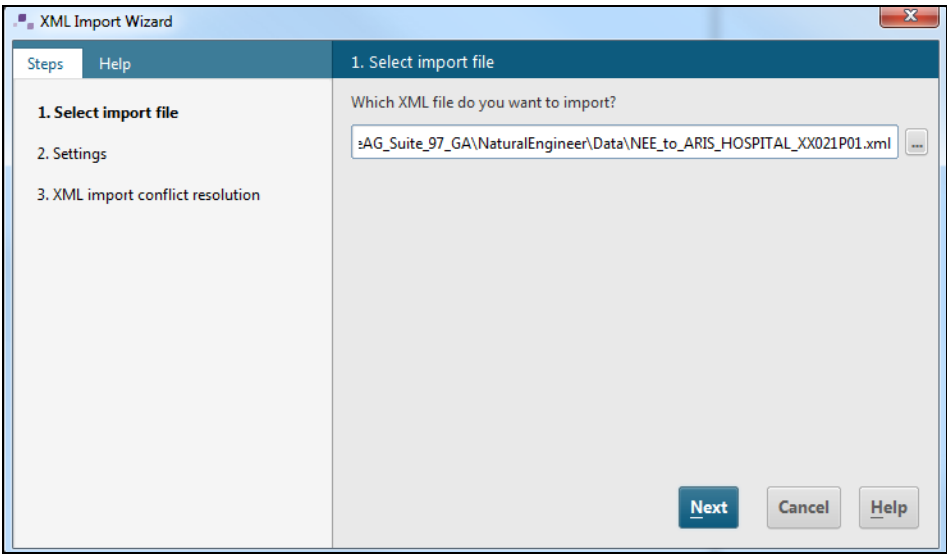 XML Import Wizard
X
Steps Help
1. Select import file
2. Settings
3. XML import conflict resolution
1. Select import file
Which XML file do you want to import?
AG_Suite_97_GA\NaturalEngineer\Data\NEE_to_ARIS_HOSPITAL_XX021P01.xml ...
Next Cancel Help